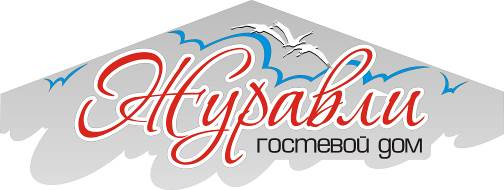 Журавли
гостевой дом